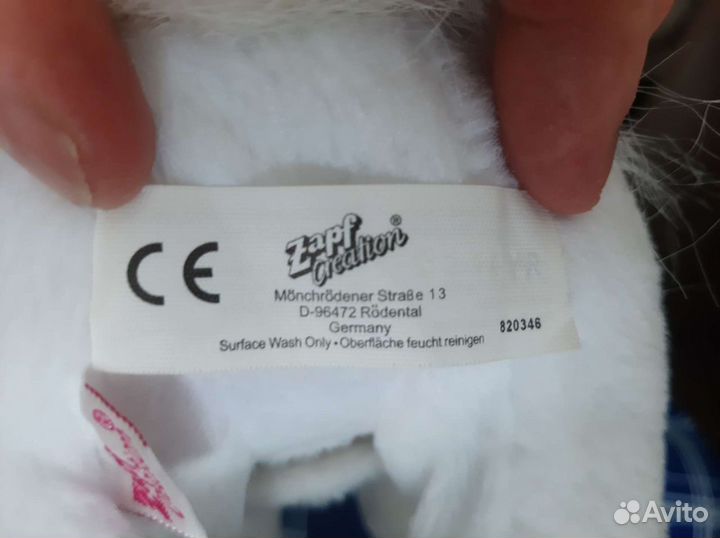 CE
Zapf
Creation®
Mönchrödener Straße 13
D-96472 Rödental
Germany
Surface Wash Only • Oberfläche feucht reinigen
820346
Avito